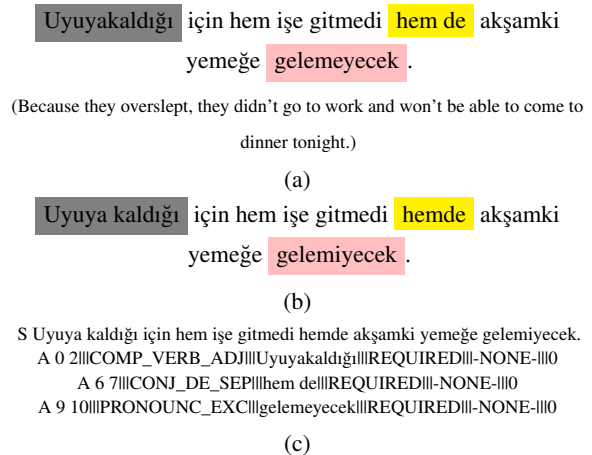 Uyuyakaldığı için hem işe gitmedi hem de akşamki
yemeğe gelemeyecek .
(Because they overslept, they didn't go to work and won't be able to come to
dinner tonight.)
(a)
Uyuya kaldığı için hem işe gitmedi hemde akşamki
yemeğe gelemiyecek .
(b)
S Uyuya kaldığı için hem işe gitmedi hemde akşamki yemeğe gelemiyecek.
A 0 2|||COMP_VERB_ADJ|||Uyuyakaldığı|||REQUIRED|||-NONE-|||0
A 6 7|||CONJ_DE_SEP|||hem de|||REQUIRED|||-NONE-|||0
A 9 10|||PRONOUNC_EXC|||gelemeyecek|||REQUIRED|||-NONE-|||0
(c)